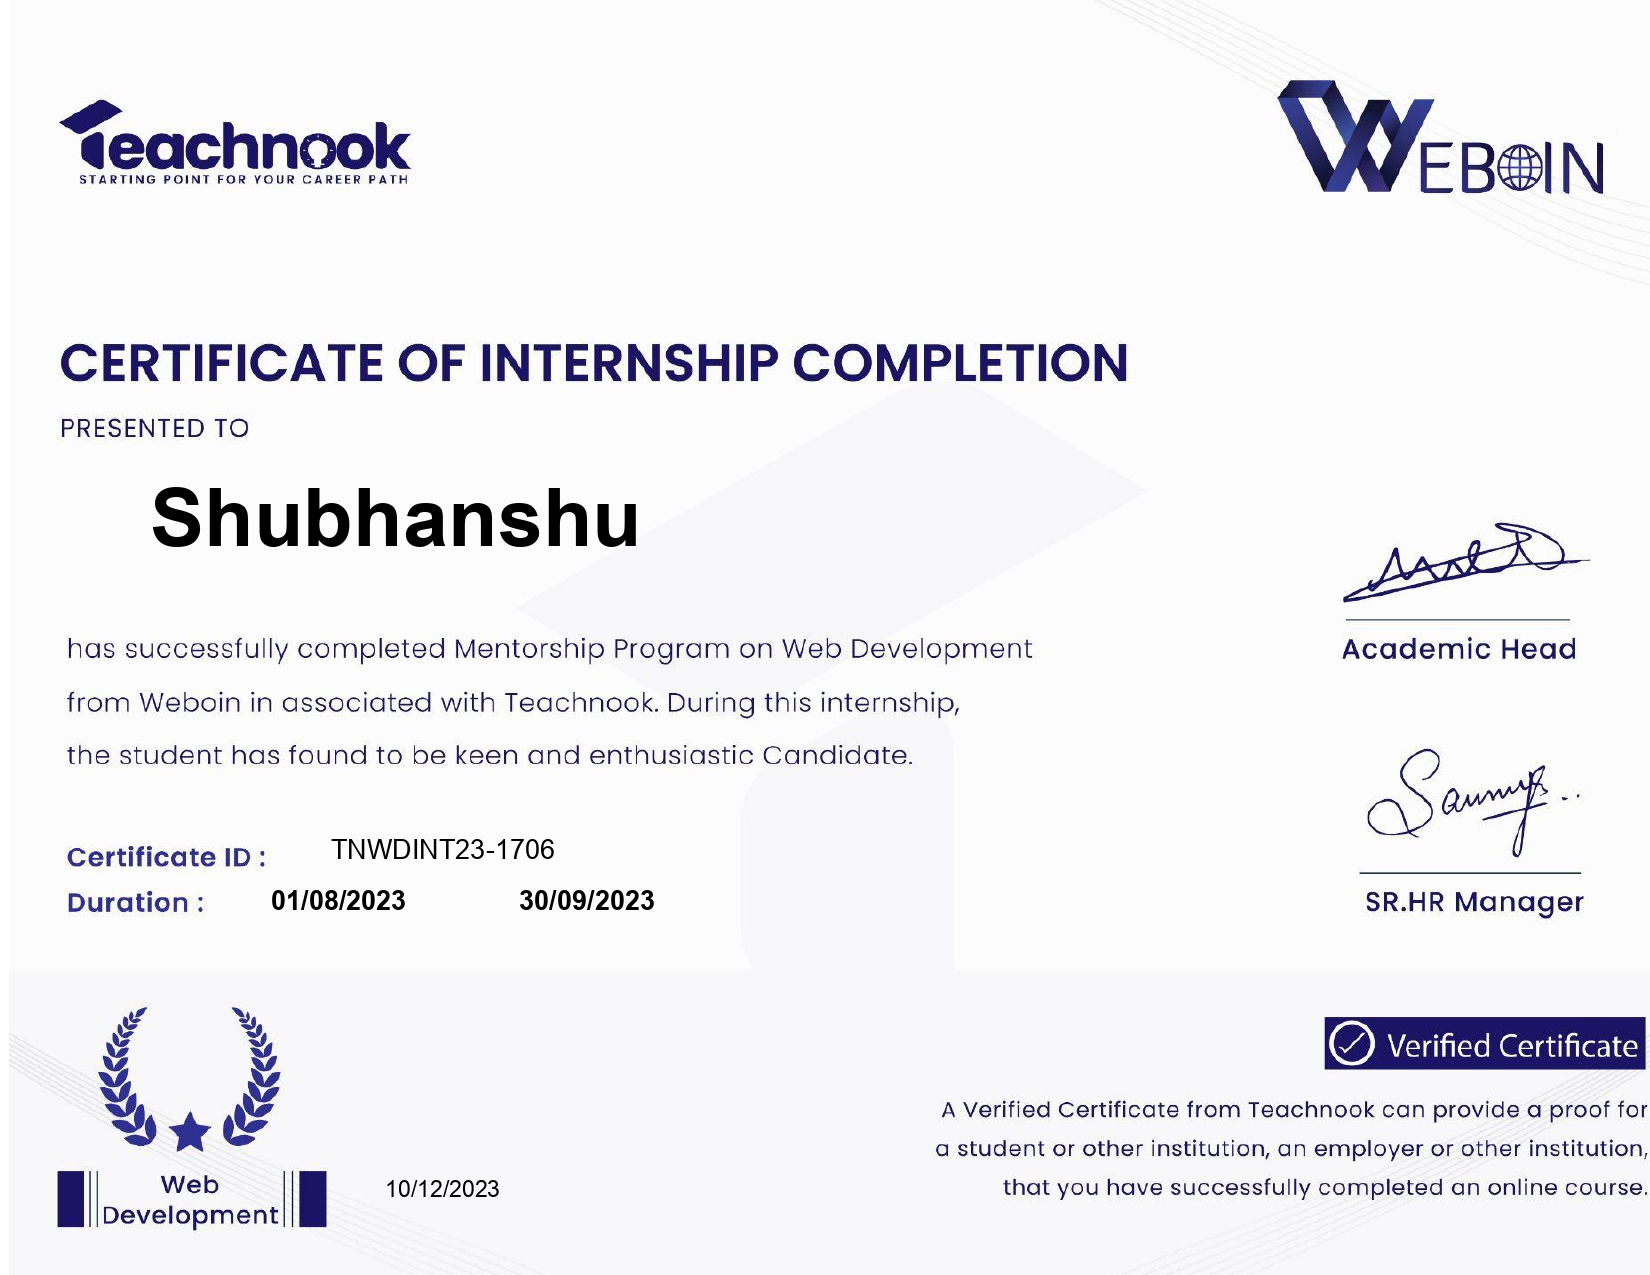 Teachnook
STARTING POINT FOR YOUR CAREER PATH
WEBOIN
CERTIFICATE OF INTERNSHIP COMPLETION
PRESENTED TO
Shubhanshu
has successfully completed Mentorship Program on Web Development
from Weboin in associated with Teachnook. During this internship,
the student has found to be keen and enthusiastic Candidate.
Academic Head
Certificate ID : TNWDINT23-1706
Duration : 01/08/2023 30/09/2023
SR.HR Manager
Verified Certificate
A Verified Certificate from Teachnook can provide a proof for
a student or other institution, an employer or other institution,
that you have successfully completed an online course.
Web
Development
10/12/2023